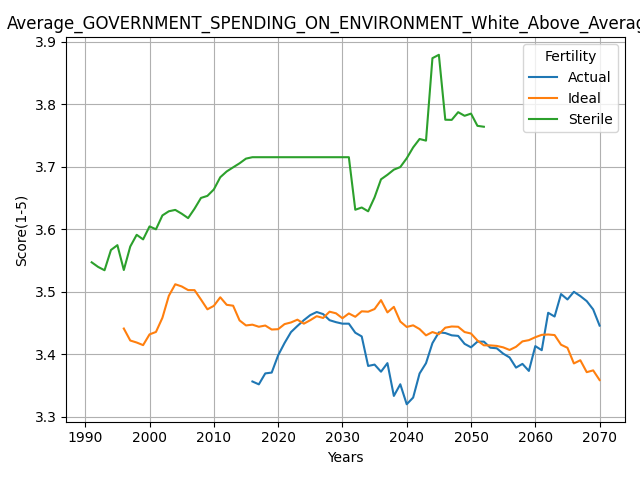 Average_GOVERNMENT_SPENDING_ON_ENVIRONMENT_White_Above_Averag
3.9
3.8
3.7
3.6
3.5
3.4
3.3
Score(1-5)
Fertility
Actual
Ideal
Sterile
1990 2000 2010 2020 2030 2040 2050 2060 2070
Years